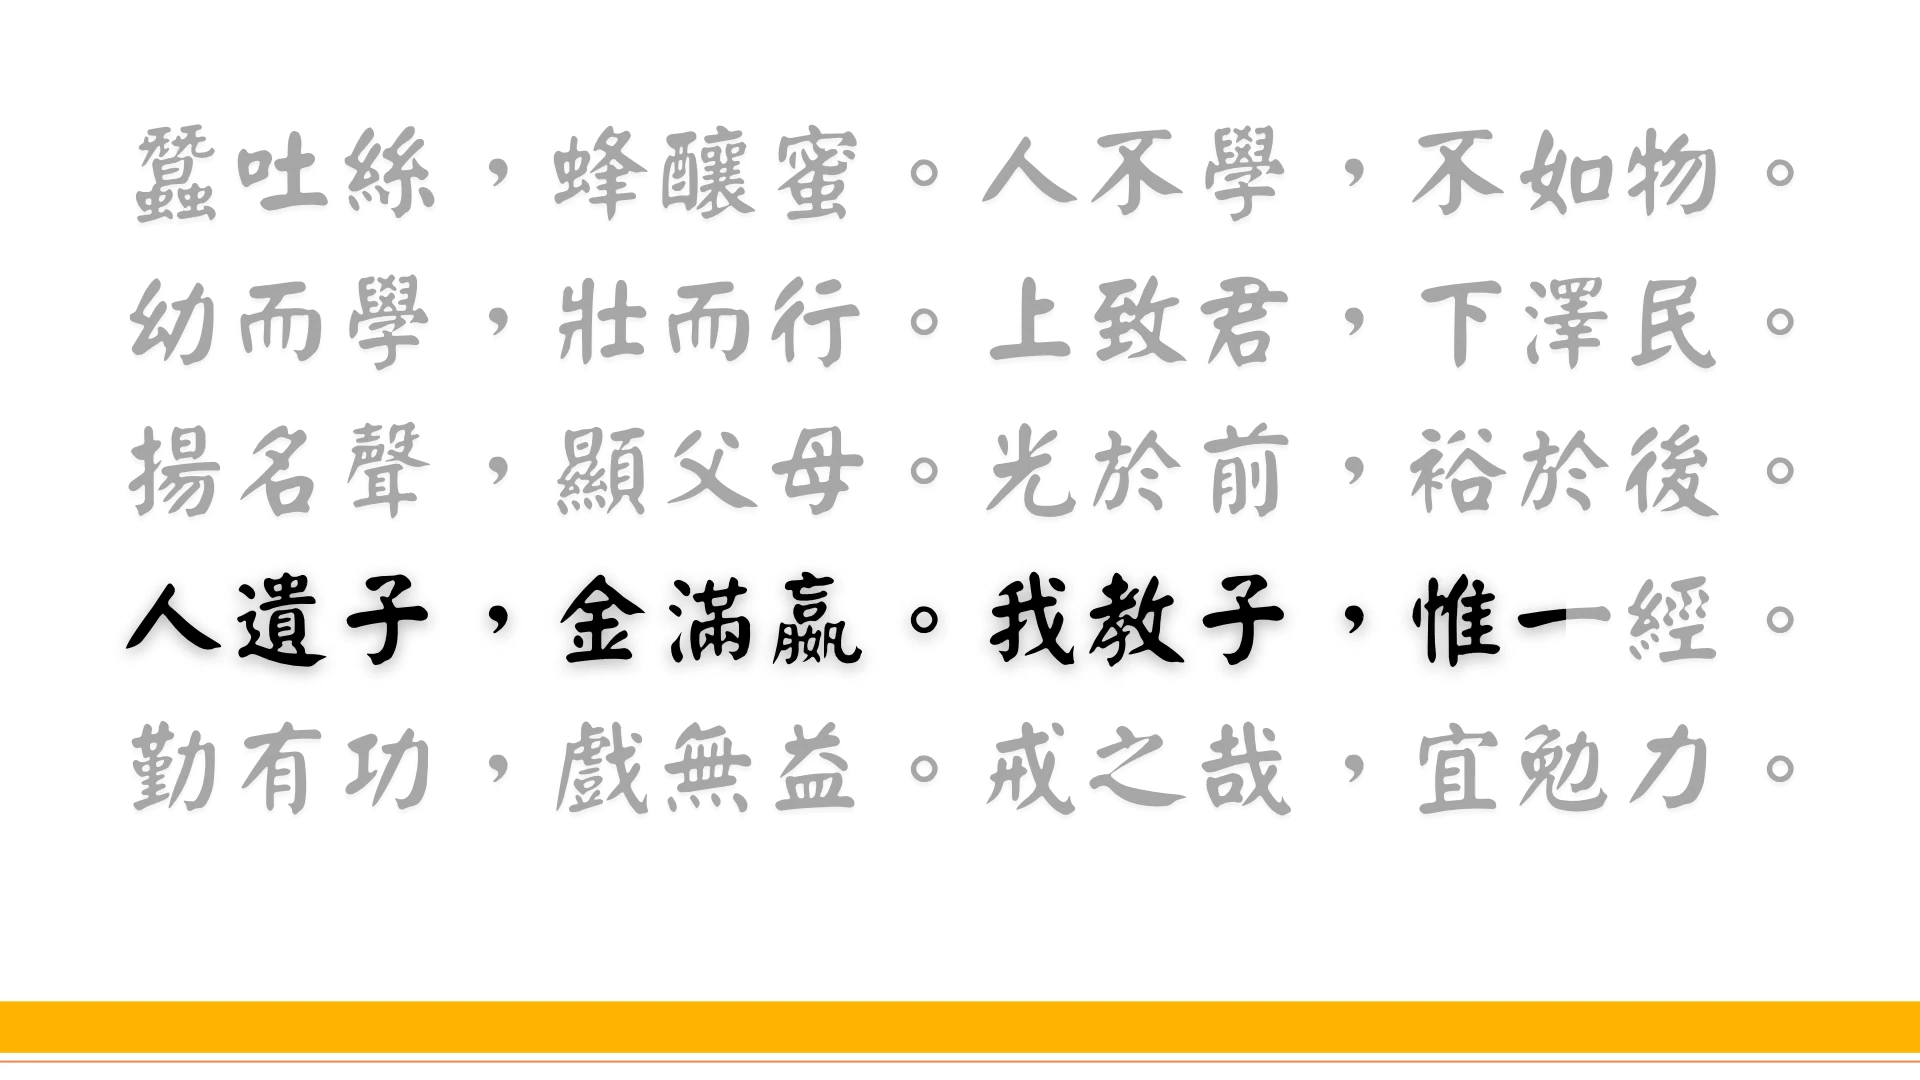 蠶吐絲，蜂釀蜜。人不學，不如物。
幼而學，壯而行。上致君，下澤民。
揚名聲，顯父母。光於前，裕於後。
人遺子，金滿嬴。我教子，惟一經。
勤有功，戲無益。戒之哉，宜勉力。